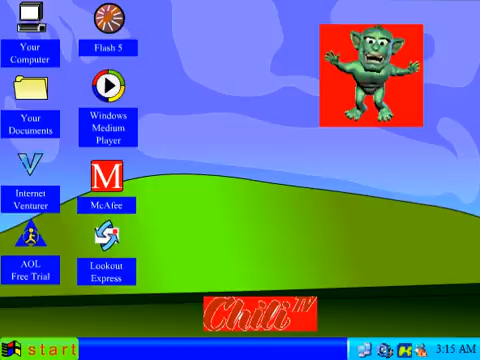 Your
Computer
Flash 5
Your
Documents
Windows
Medium
Player
Internet
Venturer
M
McAfee
AOL
Free Trial
Lookout
Express
Chili TV
start
3:15 AM